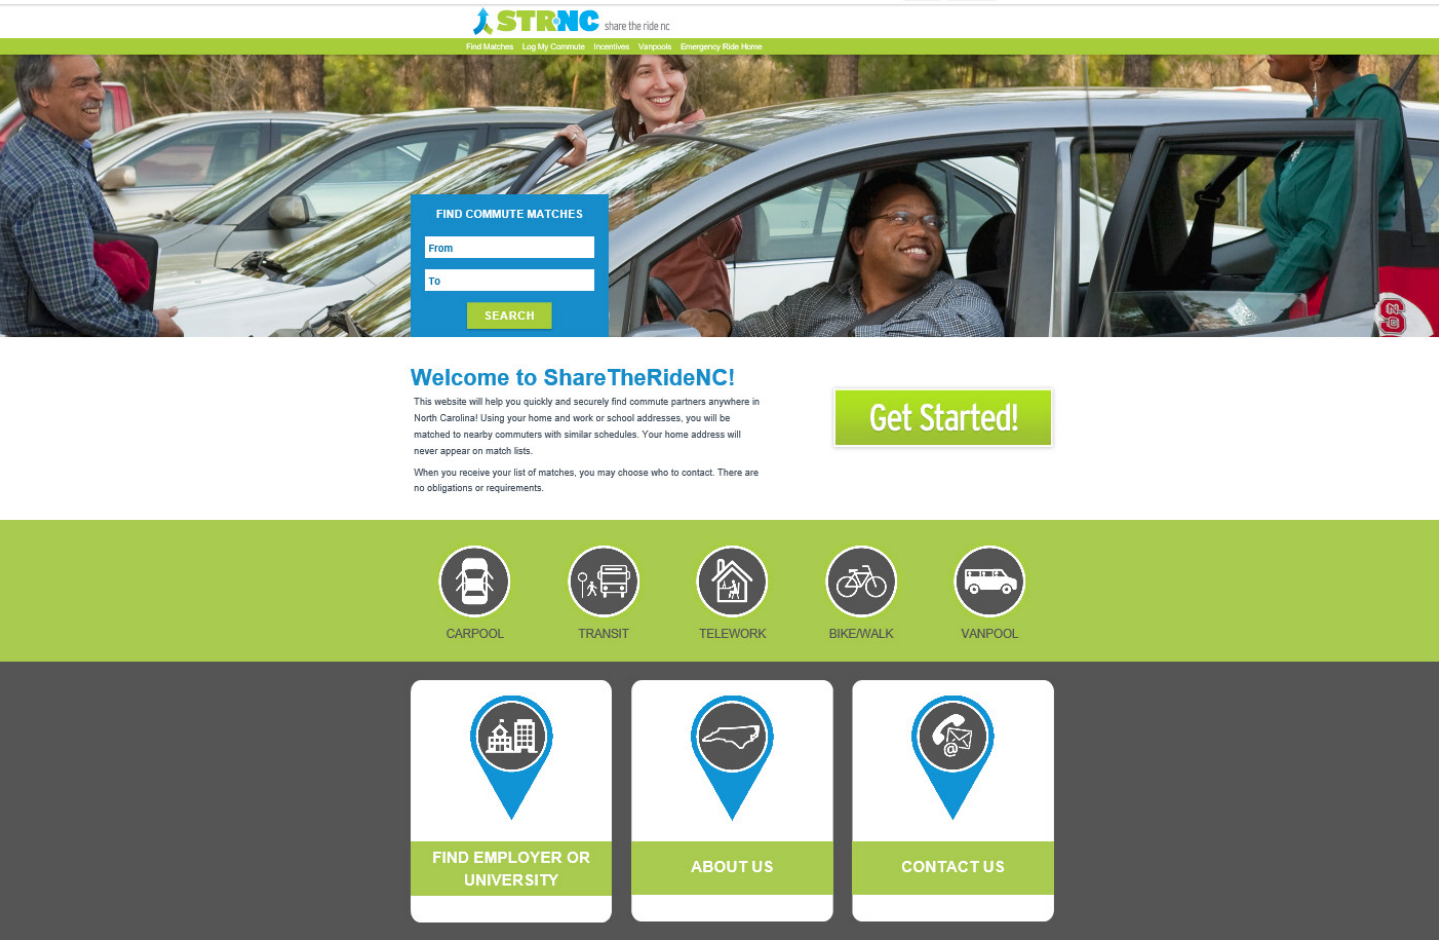 STR•NC share the ride nc
Find Matches Log My Commute Incentives Vanpools Emergency Ride Home
FIND COMMUTE MATCHES
From
To
SEARCH
S
Welcome to ShareTheRideNC!
This website will help you quickly and securely find commute partners anywhere in
North Carolina! Using your home and work or school addresses, you will be
matched to nearby commuters with similar schedules. Your home address will
never appear on match lists.
When you receive your list of matches, you may choose who to contact. There are
no obligations or requirements.
Get Started!
CARPOOL
TRANSIT
TELEWORK
BIKE/WALK
VANPOOL
@
FIND EMPLOYER OR
UNIVERSITY
ABOUT US
CONTACT US